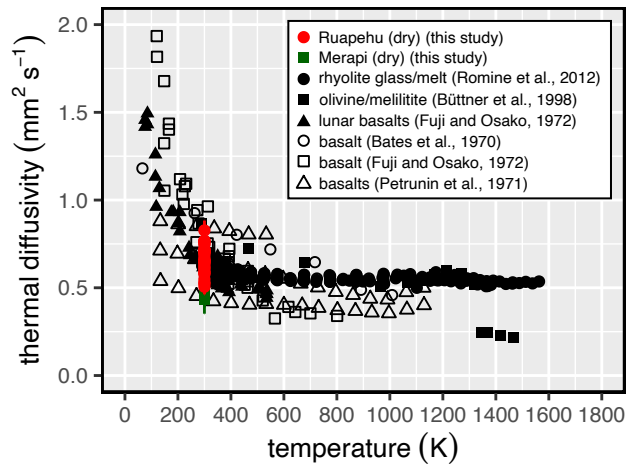 thermal diffusivity (mm² s⁻¹)
2.0
1.5
1.0
0.5
0.0
Ruapehu (dry) (this study)
Merapi (dry) (this study)
rhyolite glass/melt (Romine et al., 2012)
olivine/melilitite (Büttner et al., 1998)
lunar basalts (Fuji and Osako, 1972)
basalt (Bates et al., 1970)
basalt (Fuji and Osako, 1972)
basalts (Petrunin et al., 1971)
0 200 400 600 800 1000 1200 1400 1600 1800
temperature (K)